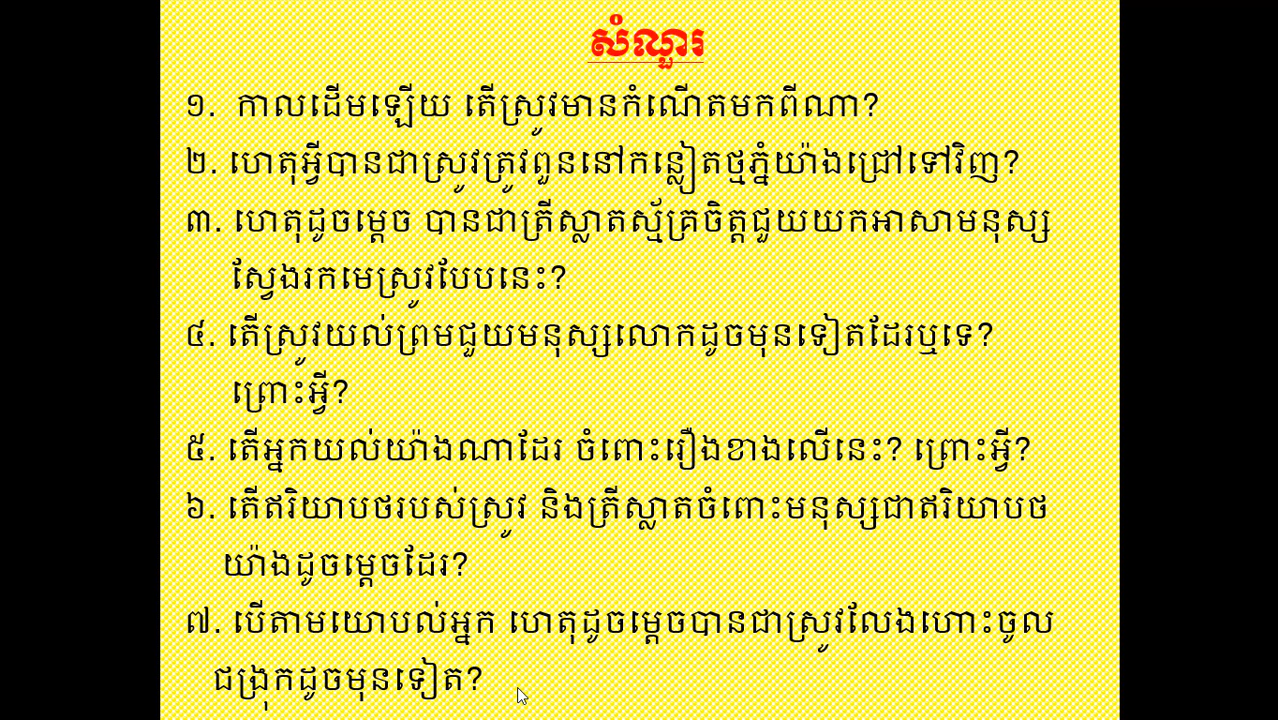 សំណួរ
១. កាលដើមឡើយ តើស្រូវមានកំណើតមកពីណា?
២. ហេតុអ្វីបានជាស្រូវត្រូវពួននៅកន្លៀតថ្មភ្នំយ៉ាងជ្រៅទៅវិញ?
៣. ហេតុដូចម្ដេច បានជាត្រីស្លាតស្ម័គ្រចិត្តជួយយកអាសាមនុស្ស
ស្វែងរកមេស្រូវបែបនេះ?
៤. តើស្រូវយល់ព្រមជួយមនុស្សលោកដូចមុនទៀតដែរឬទេ?
ព្រោះអ្វី?
៥. តើអ្នកយល់យ៉ាងណាដែរ ចំពោះរឿងខាងលើនេះ? ព្រោះអ្វី?
៦. តើឥរិយាបថរបស់ស្រូវ និងត្រីស្លាតចំពោះមនុស្សជាឥរិយាបថ
យ៉ាងដូចម្ដេចដែរ?
៧. បើតាមយោបល់អ្នក ហេតុដូចម្ដេចបានជាស្រូវលែងហោះចូល
ជង្រុកដូចមុនទៀត?